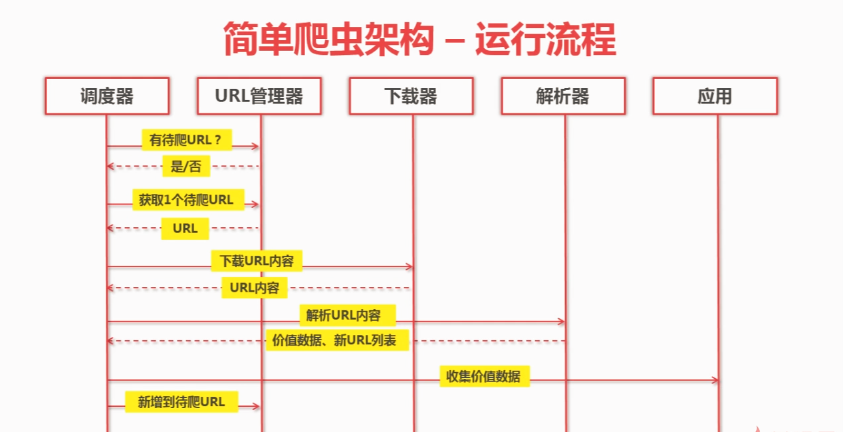 简单爬虫架构 – 运行流程
调度器
URL管理器
下载器
解析器
应用
有待爬URL？
是/否
获取1个待爬URL
URL
下载URL内容
URL内容
解析URL内容
价值数据、新URL列表
收集价值数据
新增到待爬URL